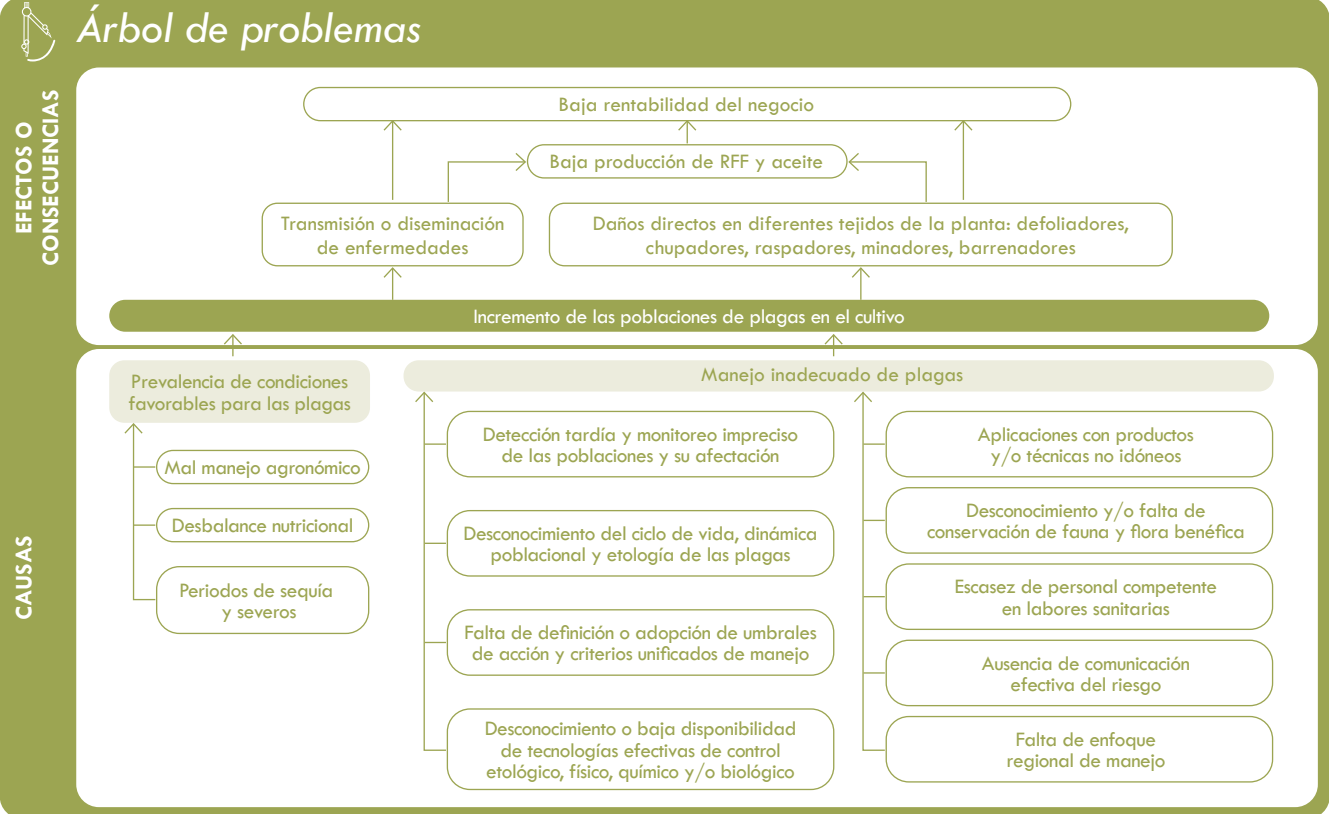 Árbol de problemas
EFECTOS O
CONSECUENCIAS
Baja rentabilidad del negocio
Baja producción de RFF y aceite
Transmisión o diseminación
de enfermedades
Daños directos en diferentes tejidos de la planta: defoliadores,
chupadores, raspadores, minadores, barrenadores
Incremento de las poblaciones de plagas en el cultivo
CAUSAS
Prevalencia de condiciones
favorables para las plagas
Mal manejo agronómico
Desbalance nutricional
Periodos de sequía
y severos
Manejo inadecuado de plagas
Detección tardía y monitoreo impreciso
de las poblaciones y su afectación
Desconocimiento del ciclo de vida, dinámica
poblacional y etología de las plagas
Falta de definición o adopción de umbrales
de acción y criterios unificados de manejo
Desconocimiento o baja disponibilidad
de tecnologías efectivas de control
etológico, físico, químico y/o biológico
Aplicaciones con productos
y/o técnicas no idóneos
Desconocimiento y/o falta de
conservación de fauna y flora benéfica
Escasez de personal competente
en labores sanitarias
Ausencia de comunicación
efectiva del riesgo
Falta de enfoque
regional de manejo